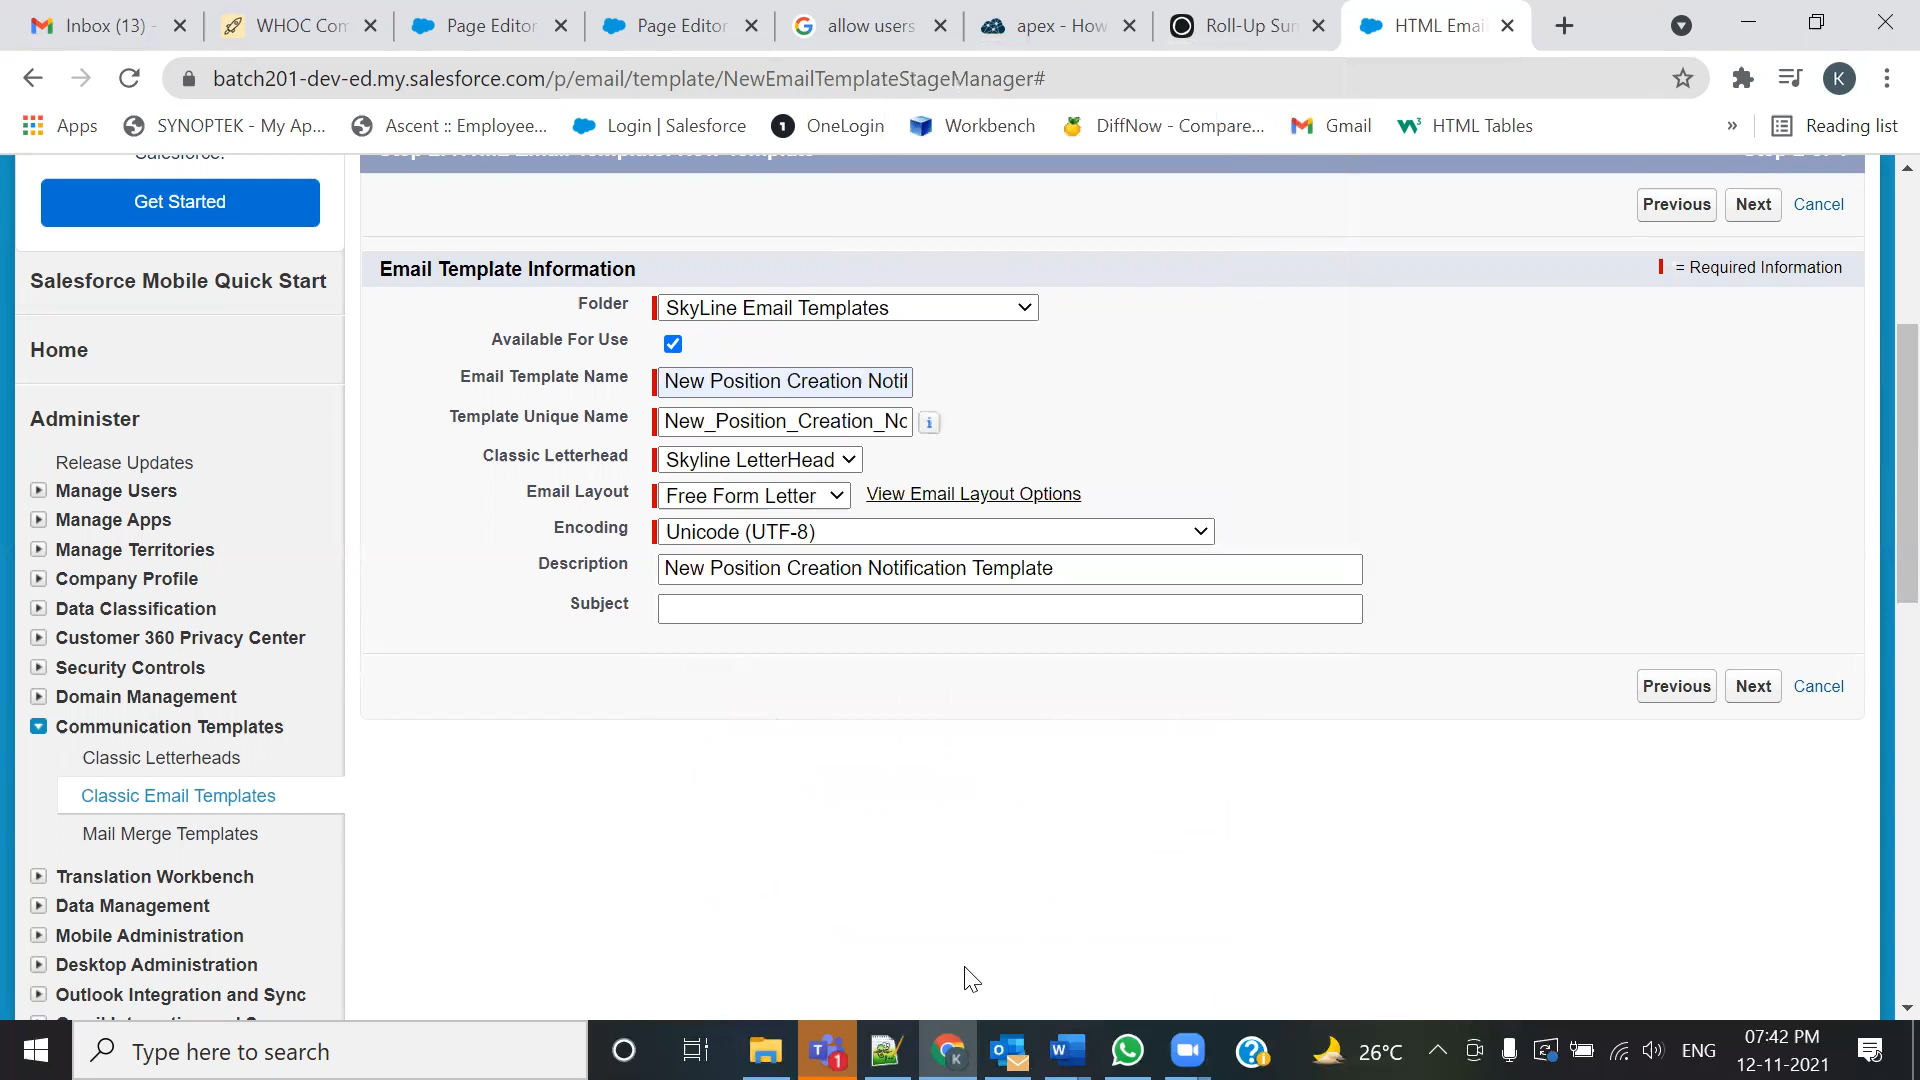 Inbox (13) -
WHOC Com
Page Editor
Page Editor
allow users
apex - How
Roll-Up Sum
HTML Email
batch201-dev-ed.my.salesforce.com/p/email/template/NewEmailTemplateStageManager#
K
Apps
SYNOPTEK - My Ap...
Ascent :: Employee...
Login | Salesforce
OneLogin
Workbench
DiffNow - Compare...
Gmail
HTML Tables
»
Reading list
Salesforce.
Get Started
Salesforce Mobile Quick Start
Home
Administer
Release Updates
Manage Users
Manage Apps
Manage Territories
Company Profile
Data Classification
Customer 360 Privacy Center
Security Controls
Domain Management
Communication Templates
Classic Letterheads
Classic Email Templates
Mail Merge Templates
Translation Workbench
Data Management
Mobile Administration
Desktop Administration
Outlook Integration and Sync
Previous
Next
Cancel
Email Template Information
= Required Information
Folder
SkyLine Email Templates
Available For Use
Email Template Name
New Position Creation Notif
Template Unique Name
New_Position_Creation_No
Classic Letterhead
Skyline LetterHead
Email Layout
Free Form Letter
View Email Layout Options
Encoding
Unicode (UTF-8)
Description
New Position Creation Notification Template
Subject
Previous
Next
Cancel
Type here to search
1
K
26°C
ENG
07:42 PM
12-11-2021